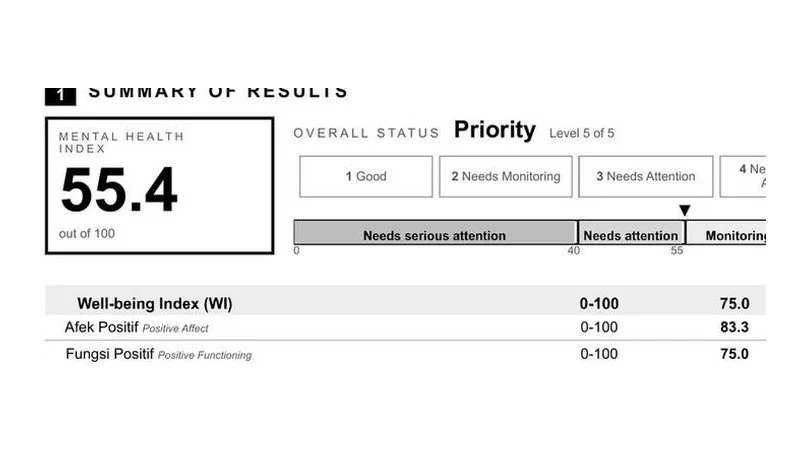 1 SUMMARY OF RESULTS
MENTAL HEALTH
INDEX
55.4
out of 100
OVERALL STATUS Priority Level 5 of 5
1 Good
2 Needs Monitoring
3 Needs Attention
4 Ne
A
▼
Needs serious attention
Needs attention
Monitoring
0 40 55
Well-being Index (WI) 0-100 75.0
Afek Positif Positive Affect 0-100 83.3
Fungsi Positif Positive Functioning 0-100 75.0